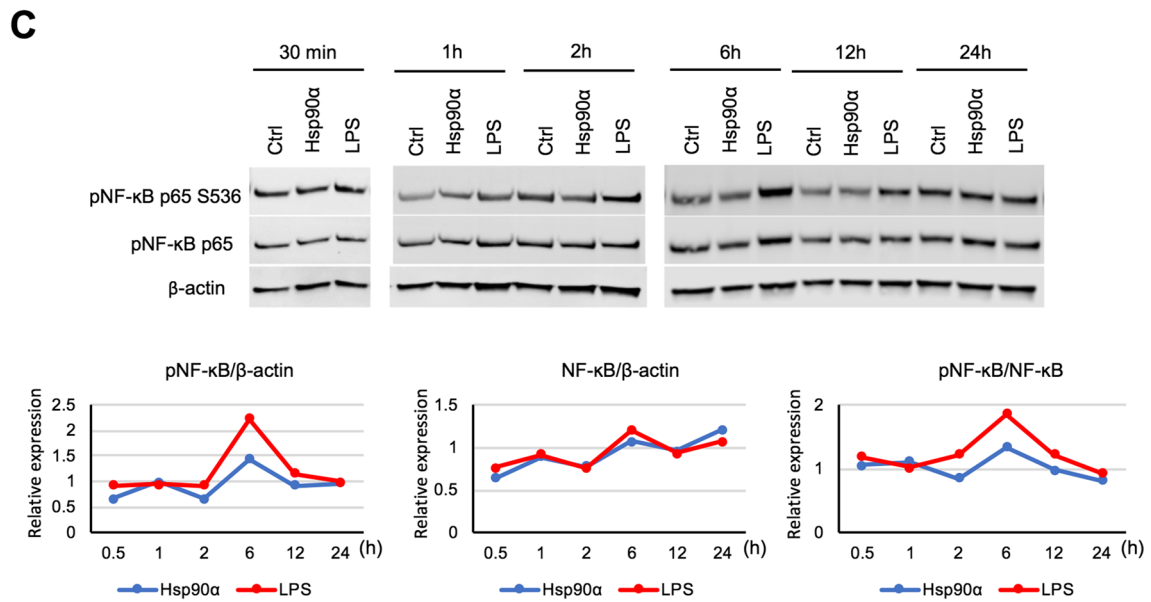 C
30 min 1h 2h 6h 12h 24h
Ctrl Hsp90α LPS Ctrl Hsp90α LPS Ctrl Hsp90α LPS Ctrl Hsp90α LPS Ctrl Hsp90α LPS Ctrl Hsp90α LPS
pNF-κB p65 S536
pNF-κB p65
β-actin
pNF-κB/β-actin
Relative expression
2.5
2
1.5
1
0.5
0
0.5 1 2 6 12 24 (h)
Hsp90α LPS
NF-κB/β-actin
Relative expression
1.5
1
0.5
0
0.5 1 2 6 12 24 (h)
Hsp90α LPS
pNF-κB/NF-κB
Relative expression
2
1
0
0.5 1 2 6 12 24 (h)
Hsp90α LPS